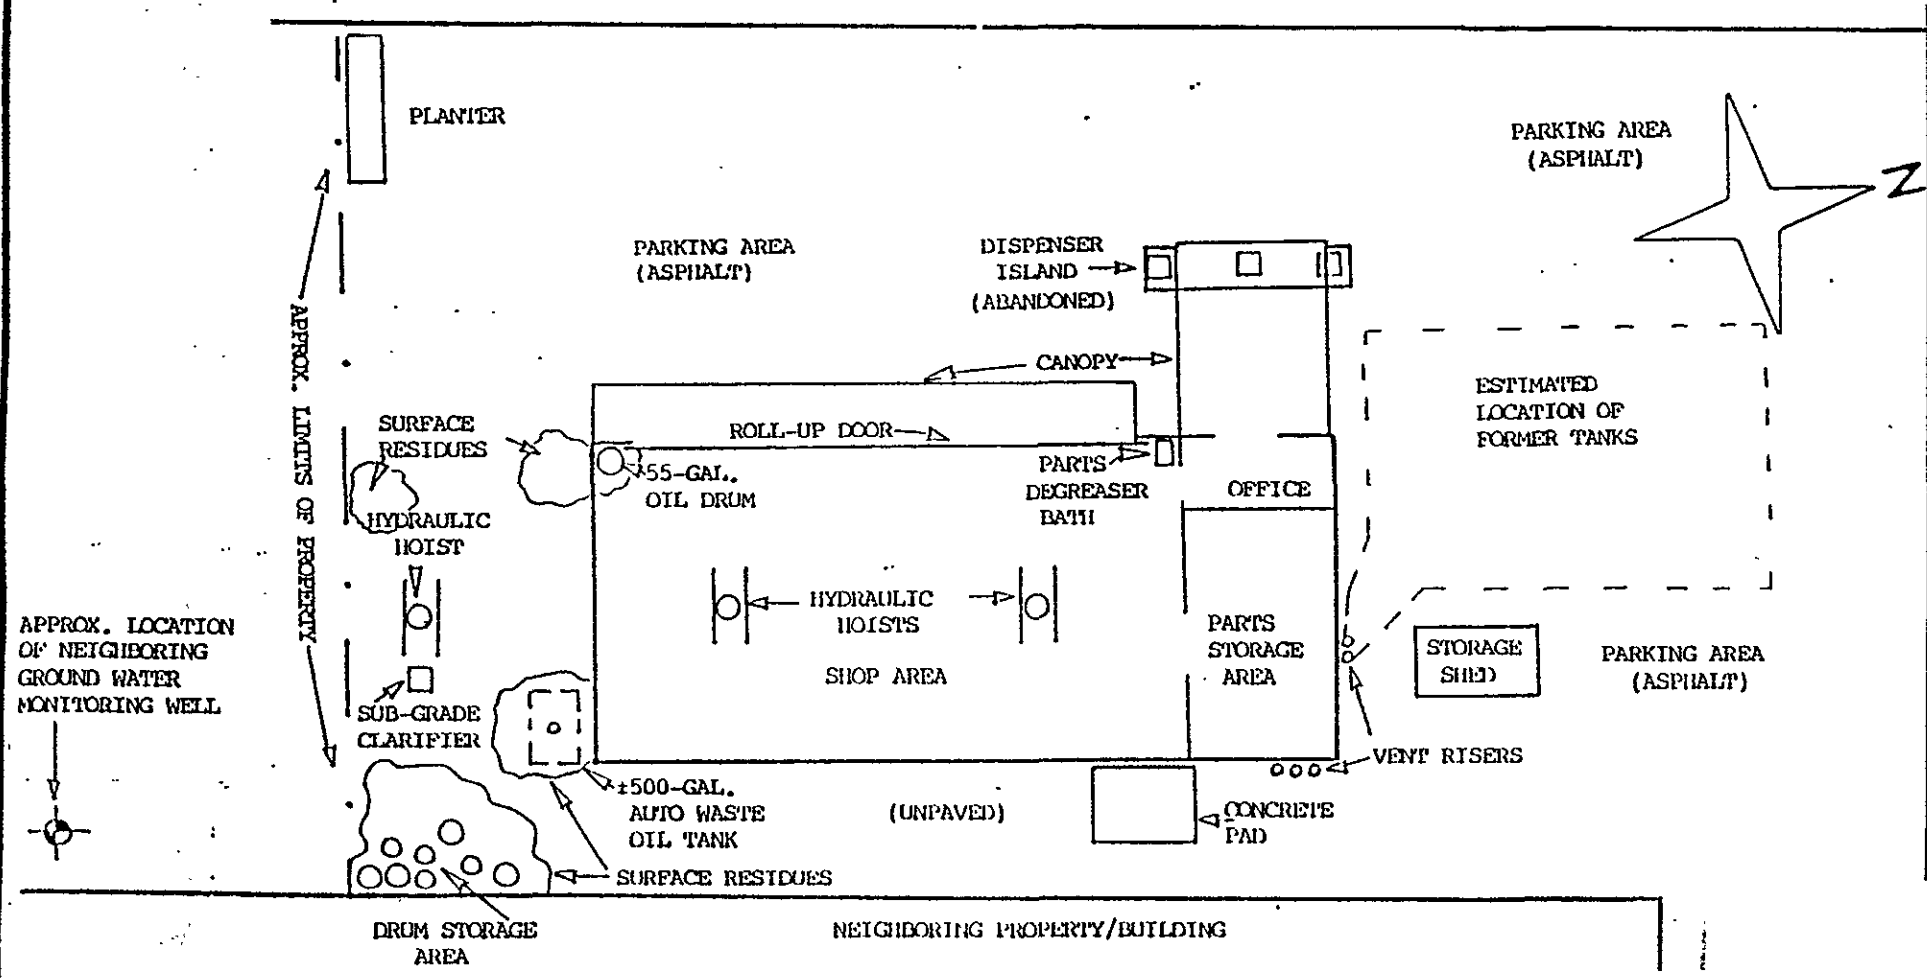 PLANTER
PARKING AREA
(ASPHALT)
N
PARKING AREA
(ASPHALT)
DISPENSER
ISLAND
(ABANDONED)
APPROX. LIMITS OF PROPERTY
CANOPY
ESTIMATED
LOCATION OF
FORMER TANKS
SURFACE
RESIDUES
ROLL-UP DOOR
55-GAL.
OIL DRUM
PARTS
DEGREASER
BATH
OFFICE
HYDRAULIC
HOIST
HYDRAULIC
HOISTS
APPROX. LOCATION
OF NEIGHBORING
GROUND WATER
MONITORING WELL
PARTS
STORAGE
AREA
STORAGE
SHED
PARKING AREA
(ASPHALT)
SHOP AREA
SUB-GRADE
CLARIFIER
VENT RISERS
±500-GAL.
AUTO WASTE
OIL TANK
(UNPAVED)
CONCRETE
PAD
SURFACE RESIDUES
DRUM STORAGE
AREA
NEIGHBORING PROPERTY/BUILDING